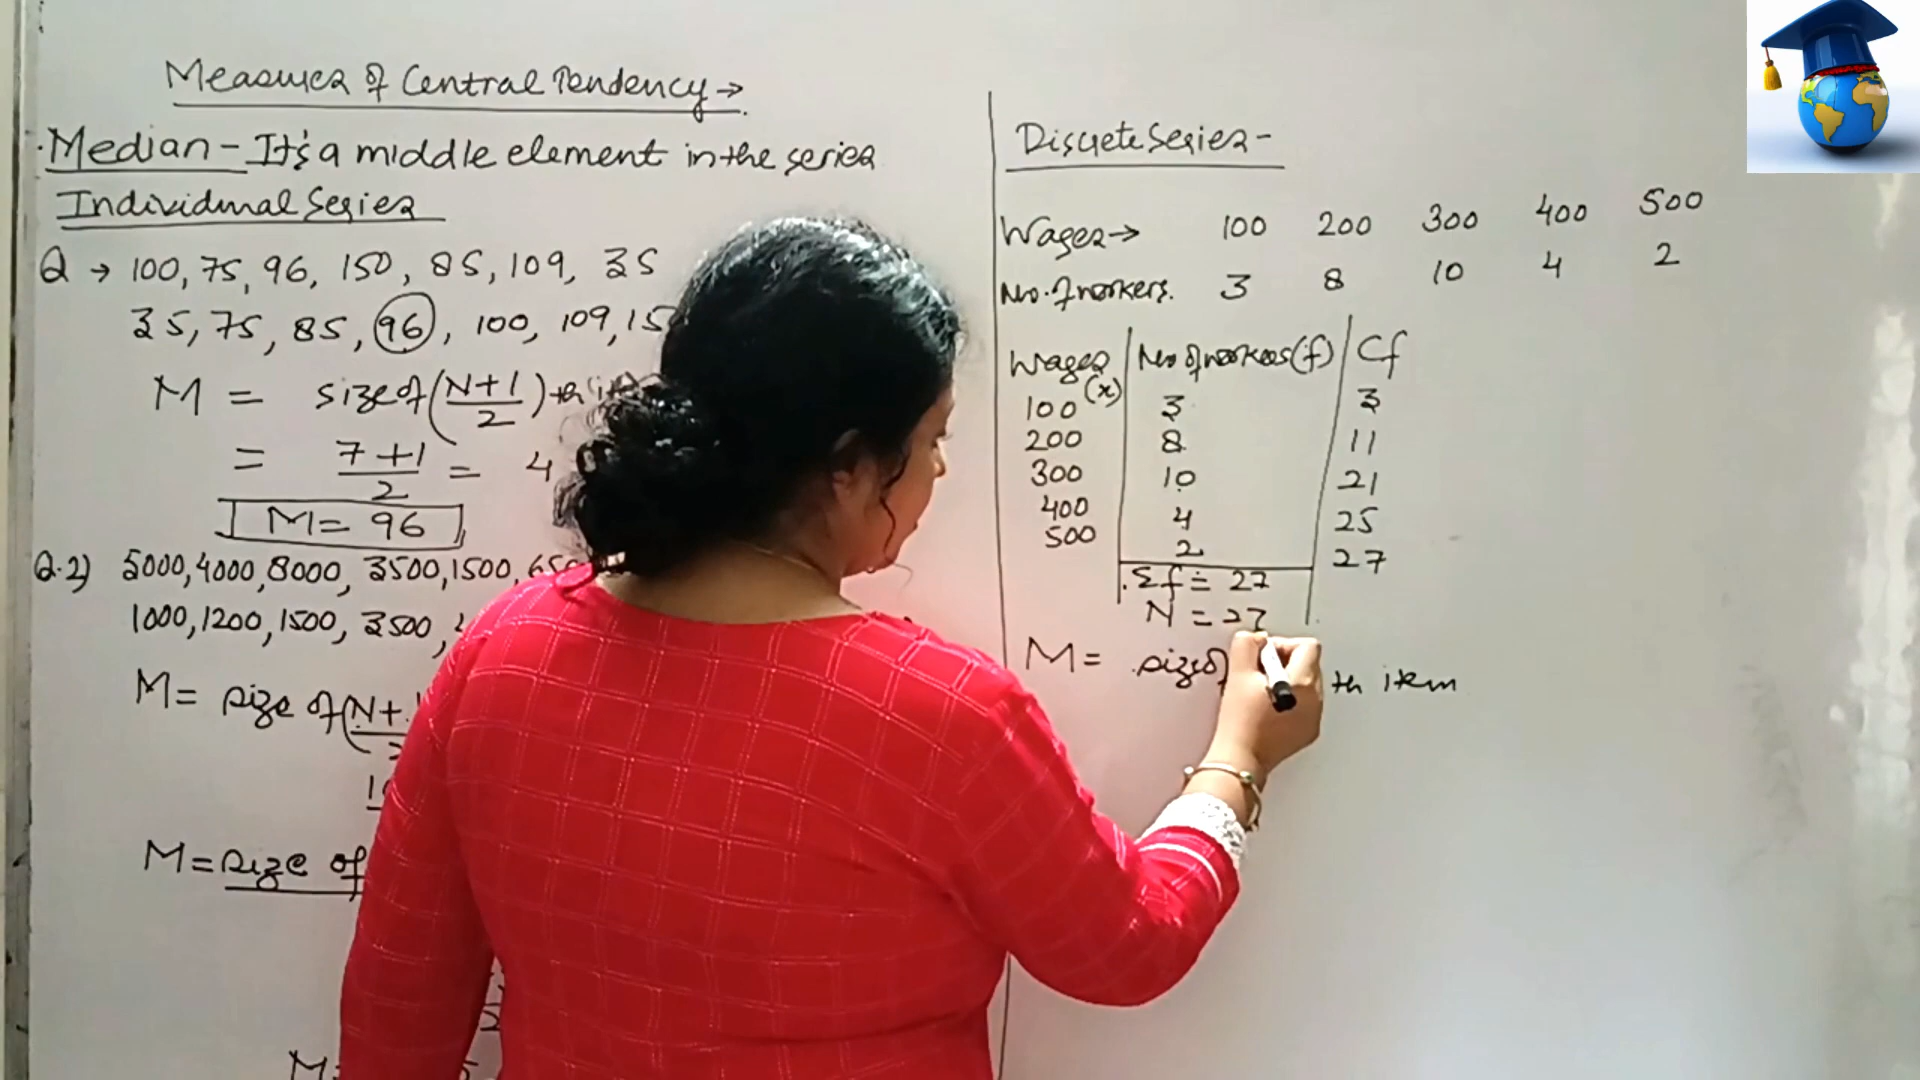 Measures of Central Tendency →
Median - It's a middle element in the series
Individual Series
Q → 100, 75, 96, 150, 85, 109, 35
35, 75, 85, 96, 100, 109, 15
M = size of (N+1/2)th
= 7+1/2 = 4
M = 96
Q.2) 5000, 4000, 8000, 3500, 1500, 650
1000, 1200, 1500, 3500,
M = size of (N+
M = size of
M
Discrete Series -
Wages → 100 200 300 400 500
No. of workers. 3 8 10 4 2
Wages (x) No of workers (f) Cf
100 3 3
200 8 11
300 10 21
400 4 25
500 2 27
Σf = 27
N = 27
M = size of th item